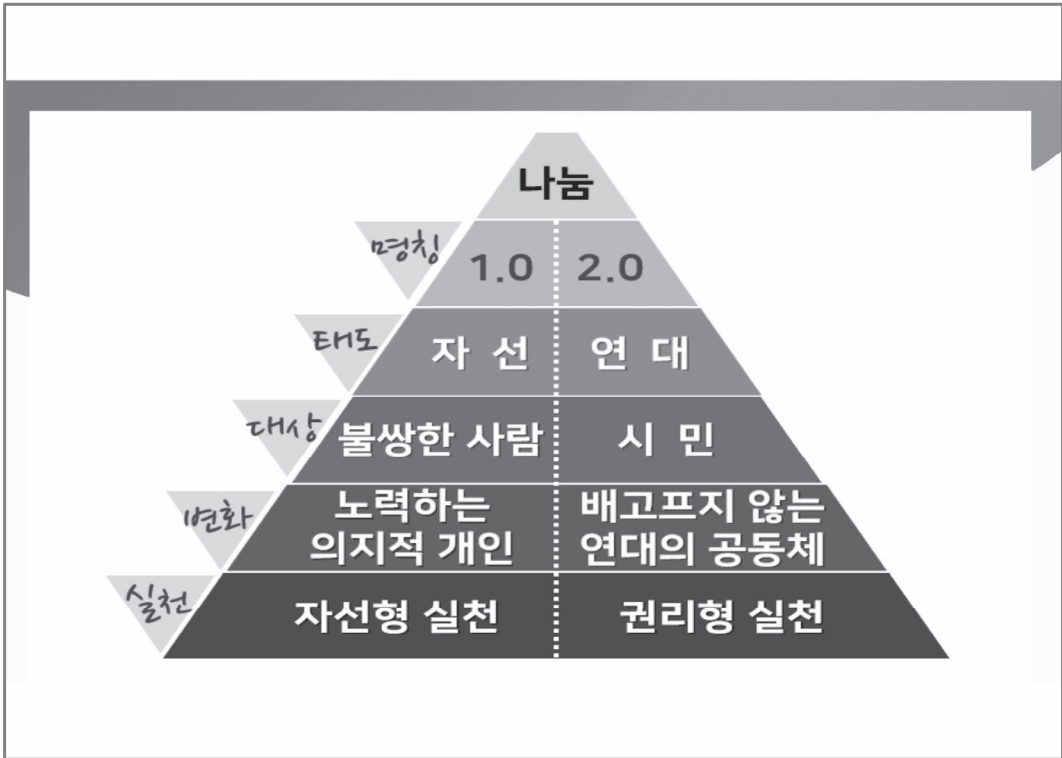 나눔
명칭 1.0 2.0
태도 자 선 연 대
대상 불쌍한 사람 시 민
변화 노력하는 의지적 개인 배고프지 않는 연대의 공동체
실천 자선형 실천 권리형 실천